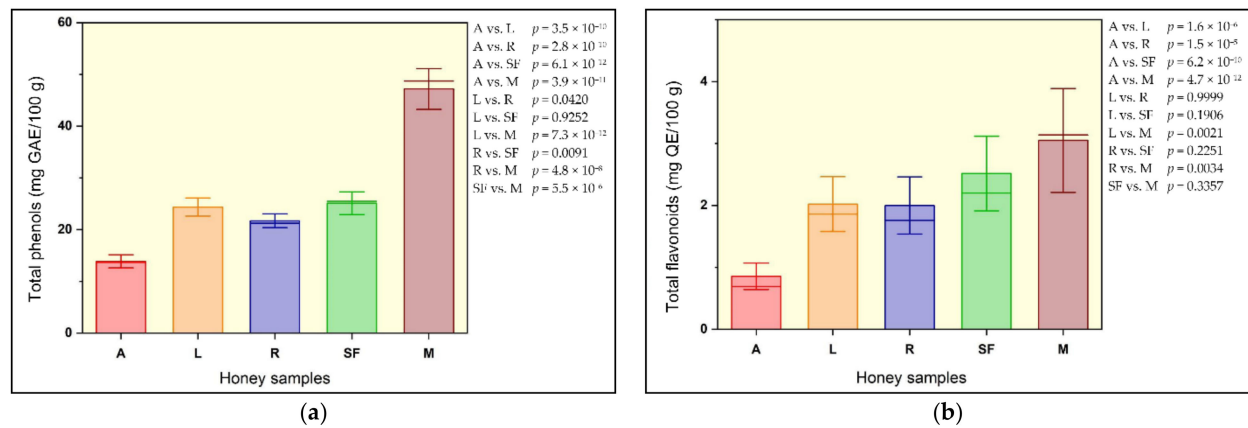 60
40
20
0
Total phenols (mg GAE/100 g)
A L R SF M
Honey samples
A vs. L p = 3.5 × 10⁻¹⁰
A vs. R p = 2.8 × 10⁻¹⁰
A vs. SF p = 6.1 × 10⁻¹²
A vs. M p = 3.9 × 10⁻¹¹
L vs. R p = 0.0420
L vs. SF p = 0.9252
L vs. M p = 7.3 × 10⁻¹²
R vs. SF p = 0.0091
R vs. M p = 4.8 × 10⁻⁸
SF vs. M p = 5.5 × 10⁻⁶
(a)
4
2
0
Total flavonoids (mg QE/100 g)
A L R SF M
Honey samples
A vs. L p = 1.6 × 10⁻⁶
A vs. R p = 1.5 × 10⁻⁵
A vs. SF p = 6.2 × 10⁻¹⁰
A vs. M p = 4.7 × 10⁻¹²
L vs. R p = 0.9999
L vs. SF p = 0.1906
L vs. M p = 0.0021
R vs. SF p = 0.2251
R vs. M p = 0.0034
SF vs. M p = 0.3357
(b)